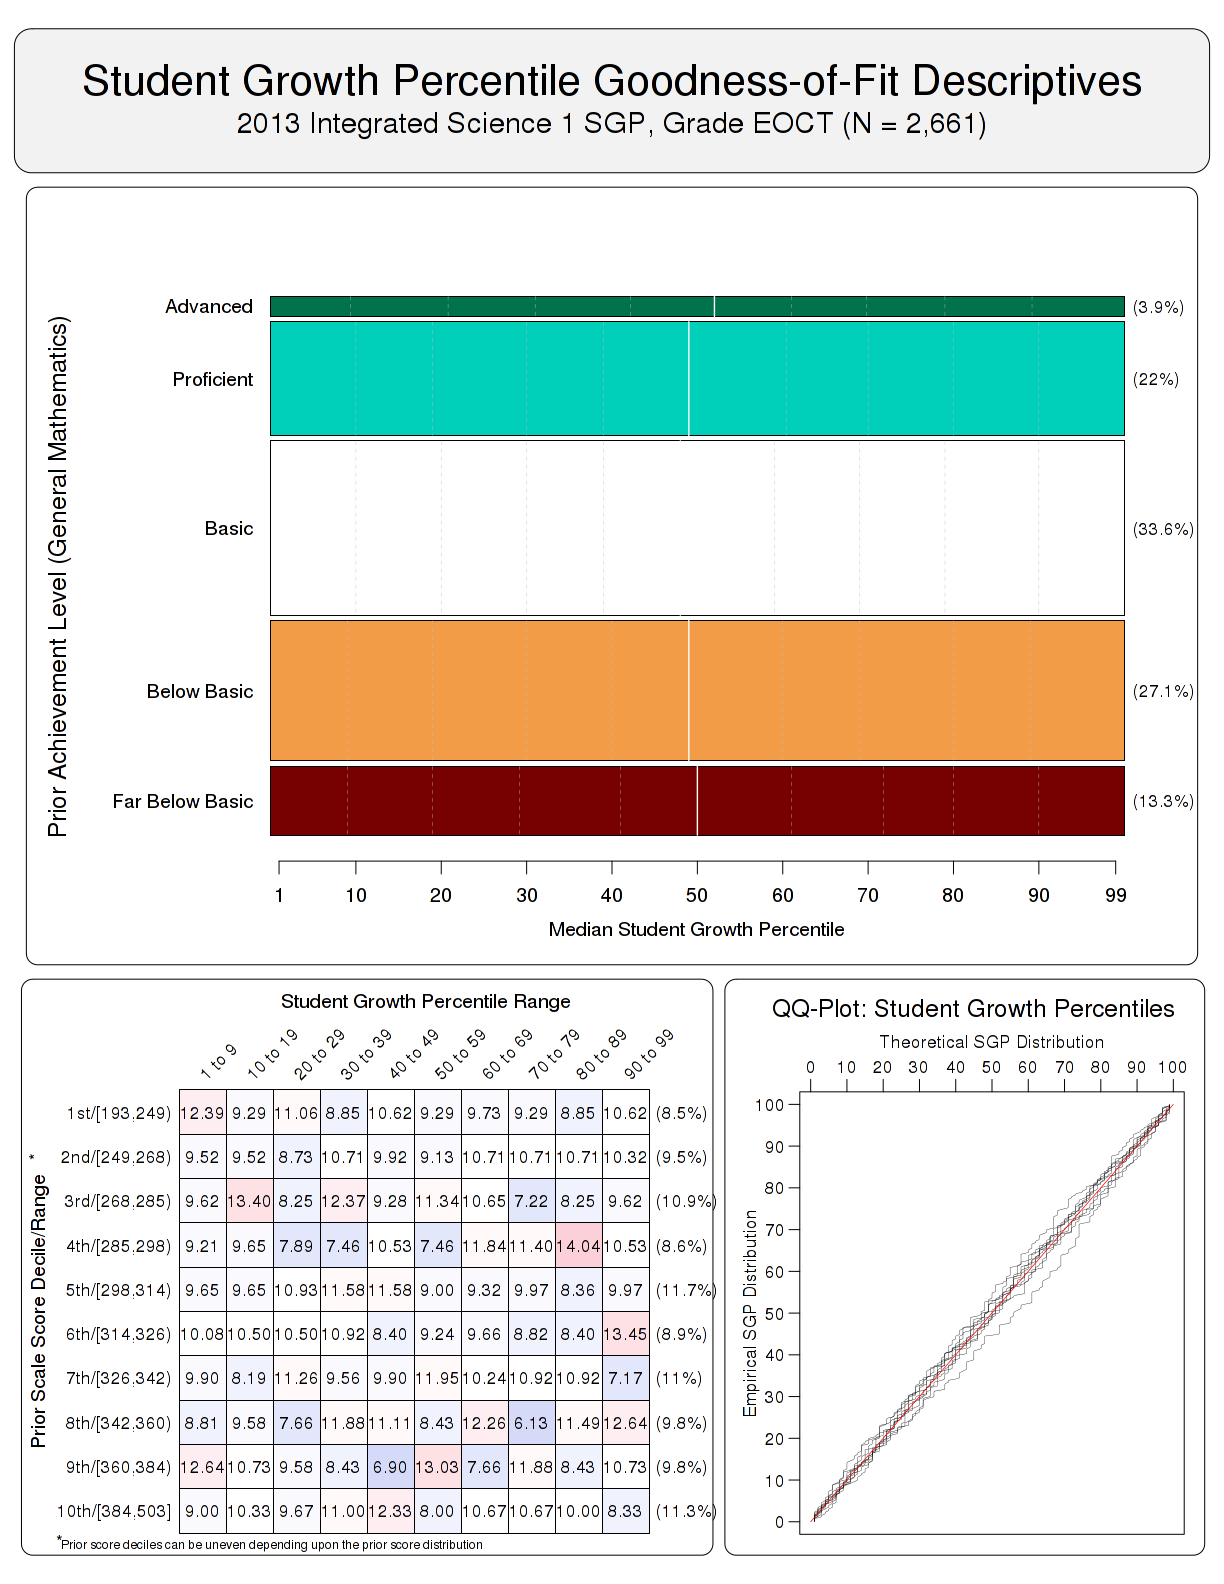 Student Growth Percentile Goodness-of-Fit Descriptives
2013 Integrated Science 1 SGP, Grade EOCT (N = 2,661)
Prior Achievement Level (General Mathematics)
Advanced (3.9%)
Proficient (22%)
Basic (33.6%)
Below Basic (27.1%)
Far Below Basic (13.3%)
1 10 20 30 40 50 60 70 80 90 99
Median Student Growth Percentile
Student Growth Percentile Range
1 to 9 10 to 19 20 to 29 30 to 39 40 to 49 50 to 59 60 to 69 70 to 79 80 to 89 90 to 99
Prior Scale Score Decile/Range *
1st/[193,249) 12.39 9.29 11.06 8.85 10.62 9.29 9.73 9.29 8.85 10.62 (8.5%)
2nd/[249,268) 9.52 9.52 8.73 10.71 9.92 9.13 10.71 10.71 10.71 10.32 (9.5%)
3rd/[268,285) 9.62 13.40 8.25 12.37 9.28 11.34 10.65 7.22 8.25 9.62 (10.9%)
4th/[285,298) 9.21 9.65 7.89 7.46 10.53 7.46 11.84 11.40 14.04 10.53 (8.6%)
5th/[298,314) 9.65 9.65 10.93 11.58 11.58 9.00 9.32 9.97 8.36 9.97 (11.7%)
6th/[314,326) 10.08 10.50 10.50 10.92 8.40 9.24 9.66 8.82 8.40 13.45 (8.9%)
7th/[326,342) 9.90 8.19 11.26 9.56 9.90 11.95 10.24 10.92 10.92 7.17 (11%)
8th/[342,360) 8.81 9.58 7.66 11.88 11.11 8.43 12.26 6.13 11.49 12.64 (9.8%)
9th/[360,384) 12.64 10.73 9.58 8.43 6.90 13.03 7.66 11.88 8.43 10.73 (9.8%)
10th/[384,503] 9.00 10.33 9.67 11.00 12.33 8.00 10.67 10.67 10.00 8.33 (11.3%)
*Prior score deciles can be uneven depending upon the prior score distribution
QQ-Plot: Student Growth Percentiles
Theoretical SGP Distribution
0 10 20 30 40 50 60 70 80 90 100
Empirical SGP Distribution
100
90
80
70
60
50
40
30
20
10
0